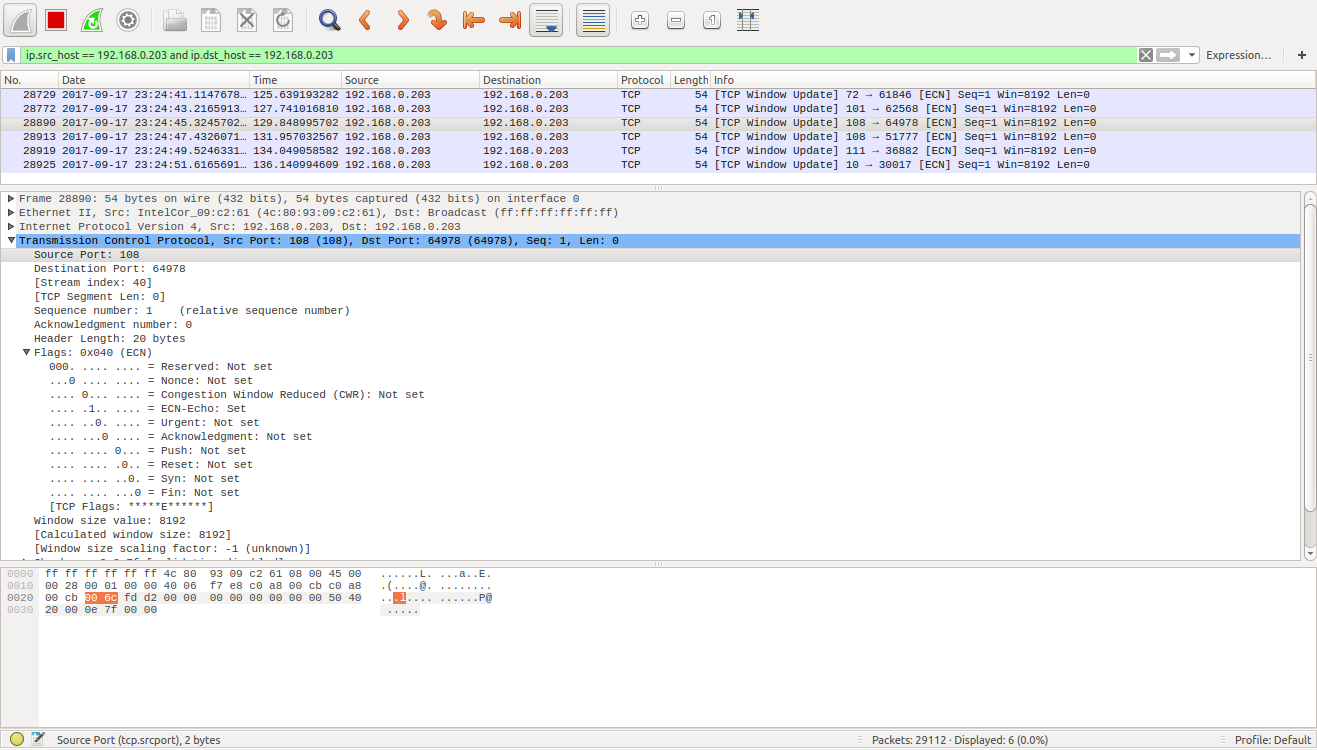 ip.src_host == 192.168.0.203 and ip.dst_host == 192.168.0.203 Expression... +
No. Date Time Source Destination Protocol Length Info
28729 2017-09-17 23:24:41.1147678... 125.639193282 192.168.0.203 192.168.0.203 TCP 54 [TCP Window Update] 72 → 61846 [ECN] Seq=1 Win=8192 Len=0
28772 2017-09-17 23:24:43.2165913... 127.741016810 192.168.0.203 192.168.0.203 TCP 54 [TCP Window Update] 101 → 62568 [ECN] Seq=1 Win=8192 Len=0
28890 2017-09-17 23:24:45.3245702... 129.848995702 192.168.0.203 192.168.0.203 TCP 54 [TCP Window Update] 108 → 64978 [ECN] Seq=1 Win=8192 Len=0
28913 2017-09-17 23:24:47.4326071... 131.957032567 192.168.0.203 192.168.0.203 TCP 54 [TCP Window Update] 108 → 51777 [ECN] Seq=1 Win=8192 Len=0
28919 2017-09-17 23:24:49.5246331... 134.049058582 192.168.0.203 192.168.0.203 TCP 54 [TCP Window Update] 111 → 36882 [ECN] Seq=1 Win=8192 Len=0
28925 2017-09-17 23:24:51.6165691... 136.140994609 192.168.0.203 192.168.0.203 TCP 54 [TCP Window Update] 10 → 30017 [ECN] Seq=1 Win=8192 Len=0
Frame 28890: 54 bytes on wire (432 bits), 54 bytes captured (432 bits) on interface 0
Ethernet II, Src: IntelCor_09:c2:61 (4c:80:93:09:c2:61), Dst: Broadcast (ff:ff:ff:ff:ff:ff)
Internet Protocol Version 4, Src: 192.168.0.203, Dst: 192.168.0.203
Transmission Control Protocol, Src Port: 108 (108), Dst Port: 64978 (64978), Seq: 1, Len: 0
Source Port: 108
Destination Port: 64978
[Stream index: 40]
[TCP Segment Len: 0]
Sequence number: 1 (relative sequence number)
Acknowledgment number: 0
Header Length: 20 bytes
Flags: 0x040 (ECN)
000. .... .... = Reserved: Not set
...0 .... .... = Nonce: Not set
.... 0... .... = Congestion Window Reduced (CWR): Not set
.... .1.. .... = ECN-Echo: Set
.... ..0. .... = Urgent: Not set
.... ...0 .... = Acknowledgment: Not set
.... .... 0... = Push: Not set
.... .... .0.. = Reset: Not set
.... .... ..0. = Syn: Not set
.... .... ...0 = Fin: Not set
[TCP Flags: *****E******]
Window size value: 8192
[Calculated window size: 8192]
[Window size scaling factor: -1 (unknown)]
0000 ff ff ff ff ff ff 4c 80 93 09 c2 61 08 00 45 00 ......L. ...a..E.
0010 00 28 00 01 00 00 40 06 f7 e8 c0 a8 00 cb c0 a8 .(....@. ........
0020 00 cb 00 6c fd d2 00 00 00 00 00 00 00 00 50 40 ...l.... ......P@
0030 20 00 0e 7f 00 00 .....
Source Port (tcp.srcport), 2 bytes Packets: 29112 · Displayed: 6 (0.0%) Profile: Default